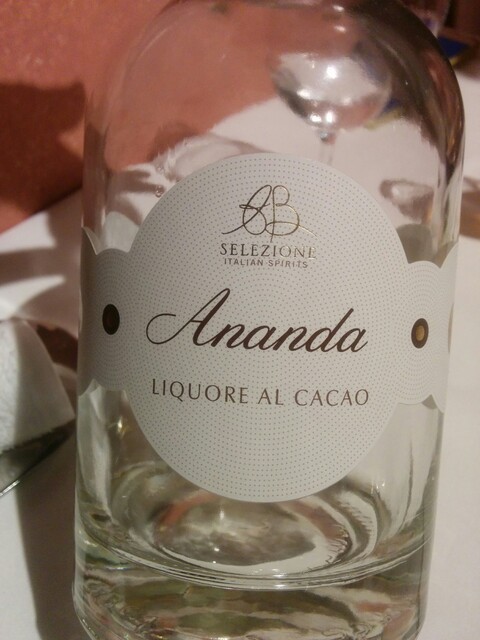 SELEZIONE
ITALIAN SPIRITS
Ananda
LIQUORE AL CACAO